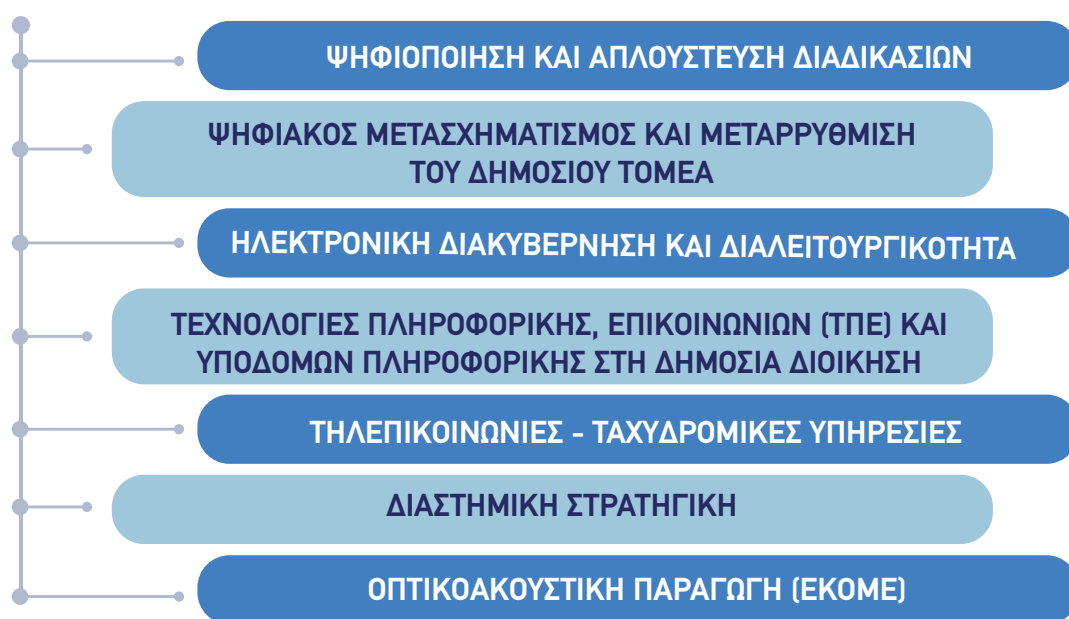 ΨΗΦΙΟΠΟΙΗΣΗ ΚΑΙ ΑΠΛΟΥΣΤΕΥΣΗ ΔΙΑΔΙΚΑΣΙΩΝ
ΨΗΦΙΑΚΟΣ ΜΕΤΑΣΧΗΜΑΤΙΣΜΟΣ ΚΑΙ ΜΕΤΑΡΡΥΘΜΙΣΗ
ΤΟΥ ΔΗΜΟΣΙΟΥ ΤΟΜΕΑ
ΗΛΕΚΤΡΟΝΙΚΗ ΔΙΑΚΥΒΕΡΝΗΣΗ ΚΑΙ ΔΙΑΛΕΙΤΟΥΡΓΙΚΟΤΗΤΑ
ΤΕΧΝΟΛΟΓΙΕΣ ΠΛΗΡΟΦΟΡΙΚΗΣ, ΕΠΙΚΟΙΝΩΝΙΩΝ (ΤΠΕ) ΚΑΙ
ΥΠΟΔΟΜΩΝ ΠΛΗΡΟΦΟΡΙΚΗΣ ΣΤΗ ΔΗΜΟΣΙΑ ΔΙΟΙΚΗΣΗ
ΤΗΛΕΠΙΚΟΙΝΩΝΙΕΣ - ΤΑΧΥΔΡΟΜΙΚΕΣ ΥΠΗΡΕΣΙΕΣ
ΔΙΑΣΤΗΜΙΚΗ ΣΤΡΑΤΗΓΙΚΗ
ΟΠΤΙΚΟΑΚΟΥΣΤΙΚΗ ΠΑΡΑΓΩΓΗ (ΕΚΟΜΕ)